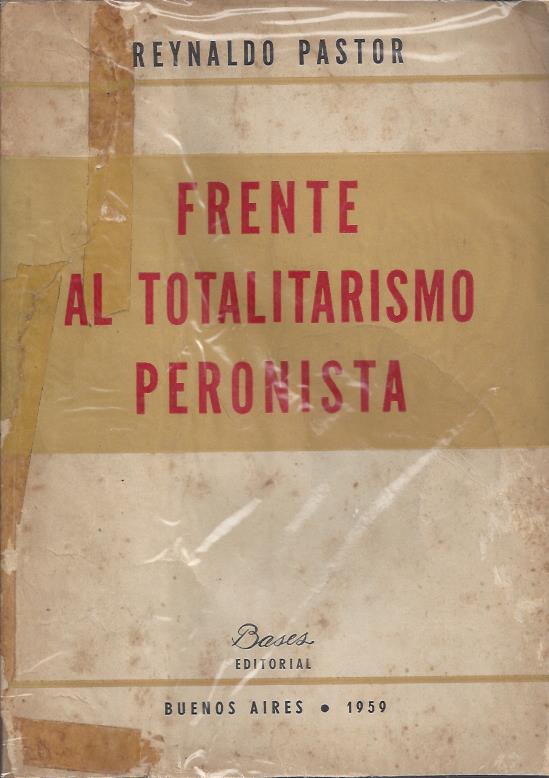 REYNALDO PASTOR
FRENTE
AL TOTALITARISMO
PERONISTA
Bases
EDITORIAL
BUENOS AIRES • 1959